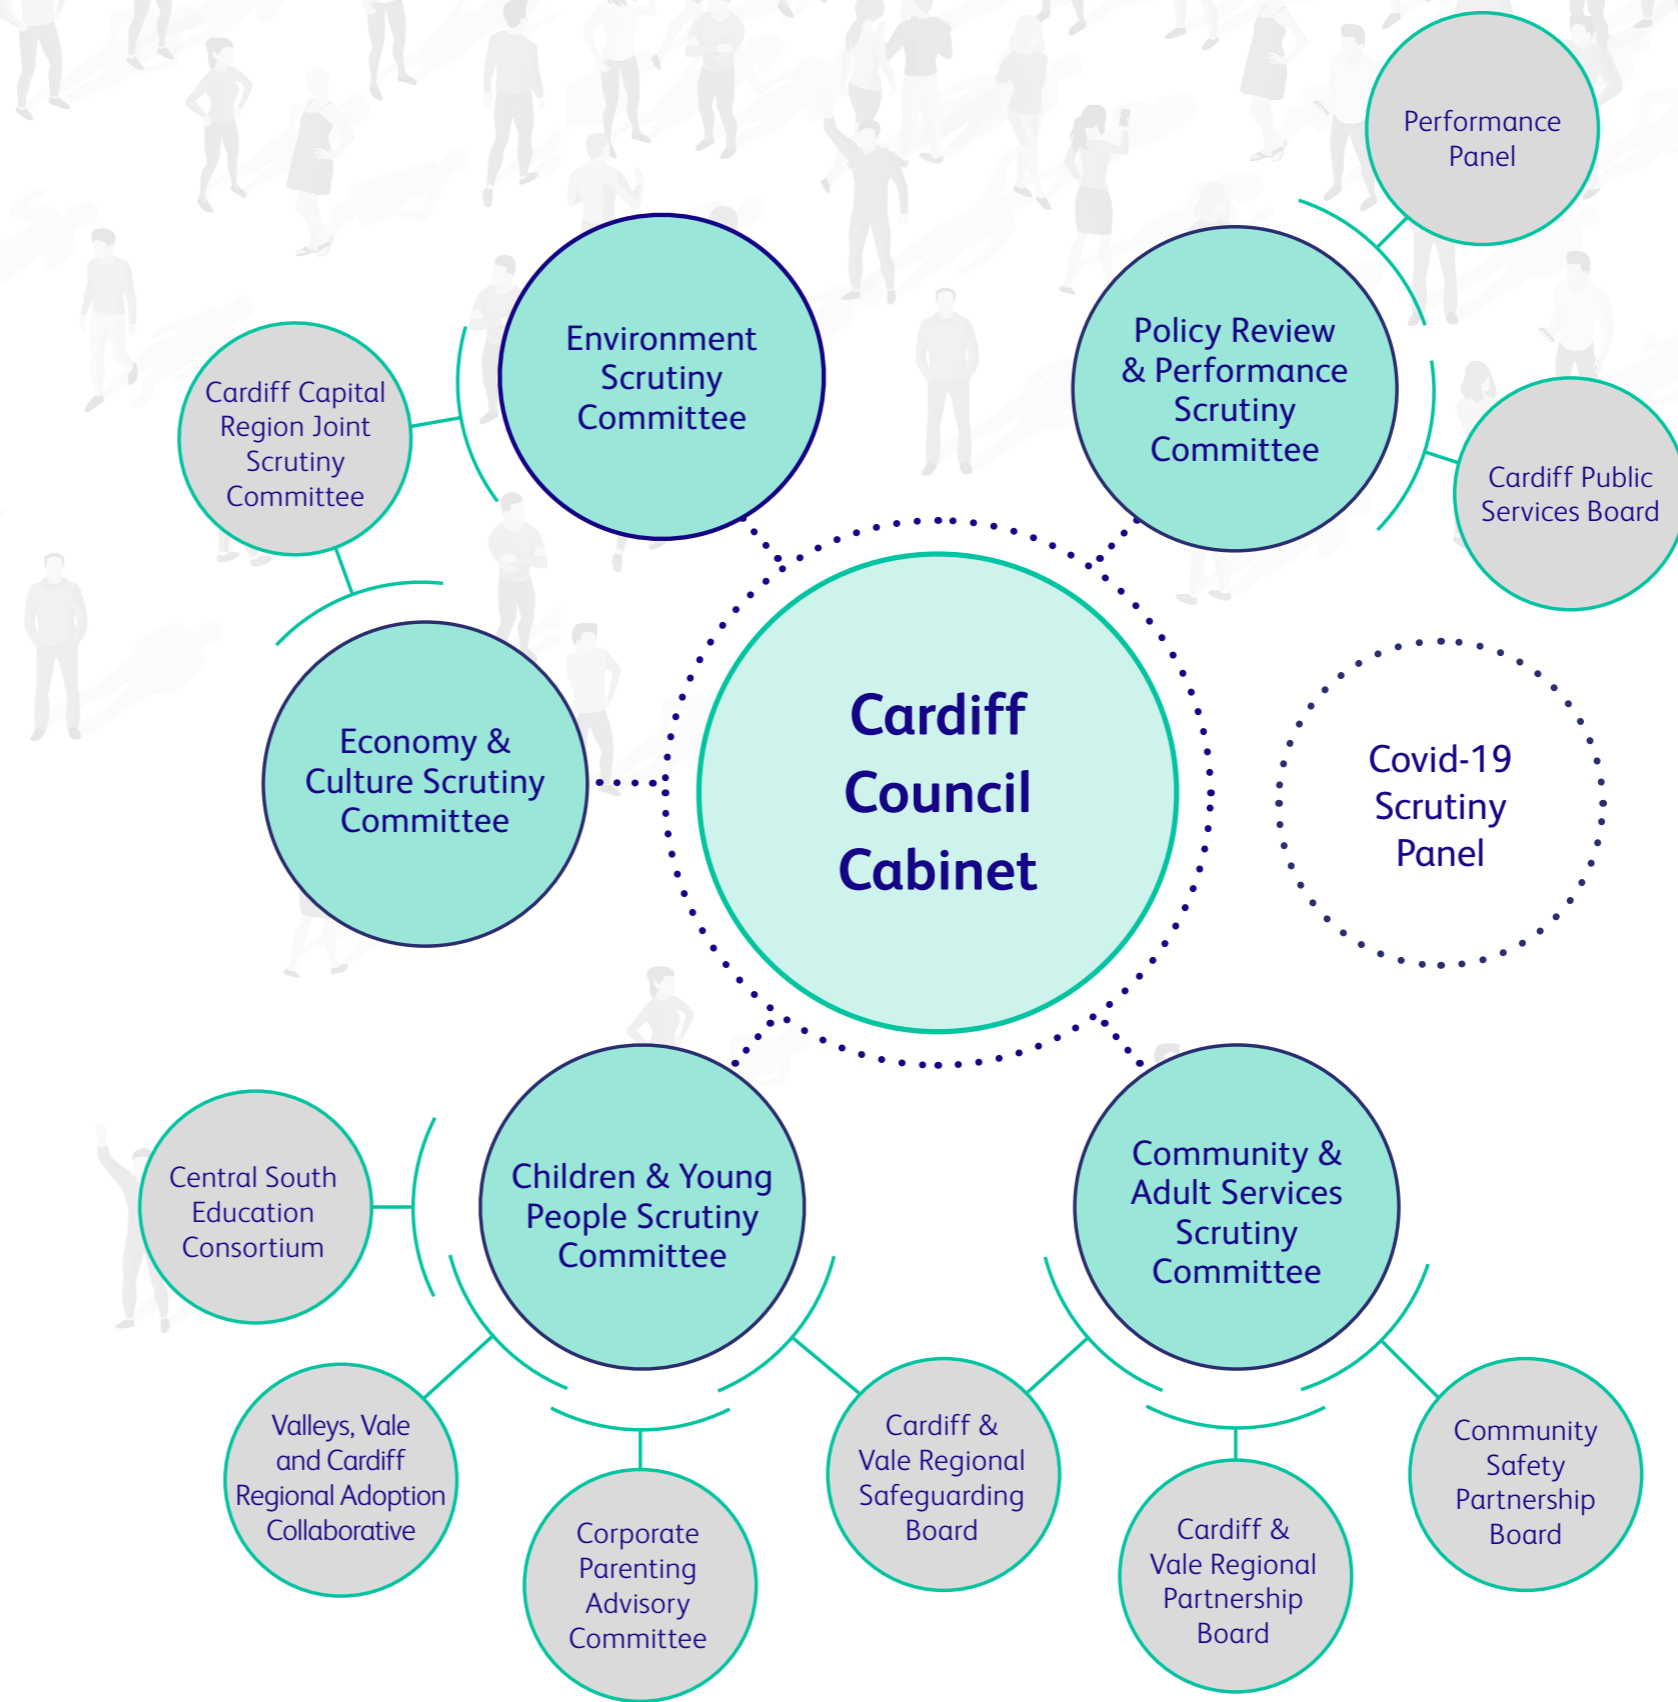 Performance
Panel
Environment
Scrutiny
Committee
Policy Review
& Performance
Scrutiny
Committee
Cardiff Capital
Region Joint
Scrutiny
Committee
Cardiff Public
Services Board
Economy &
Culture Scrutiny
Committee
Cardiff
Council
Cabinet
Covid-19
Scrutiny
Panel
Central South
Education
Consortium
Children & Young
People Scrutiny
Committee
Community &
Adult Services
Scrutiny
Committee
Valleys, Vale
and Cardiff
Regional Adoption
Collaborative
Corporate
Parenting
Advisory
Committee
Cardiff &
Vale Regional
Safeguarding
Board
Cardiff &
Vale Regional
Partnership
Board
Community
Safety
Partnership
Board